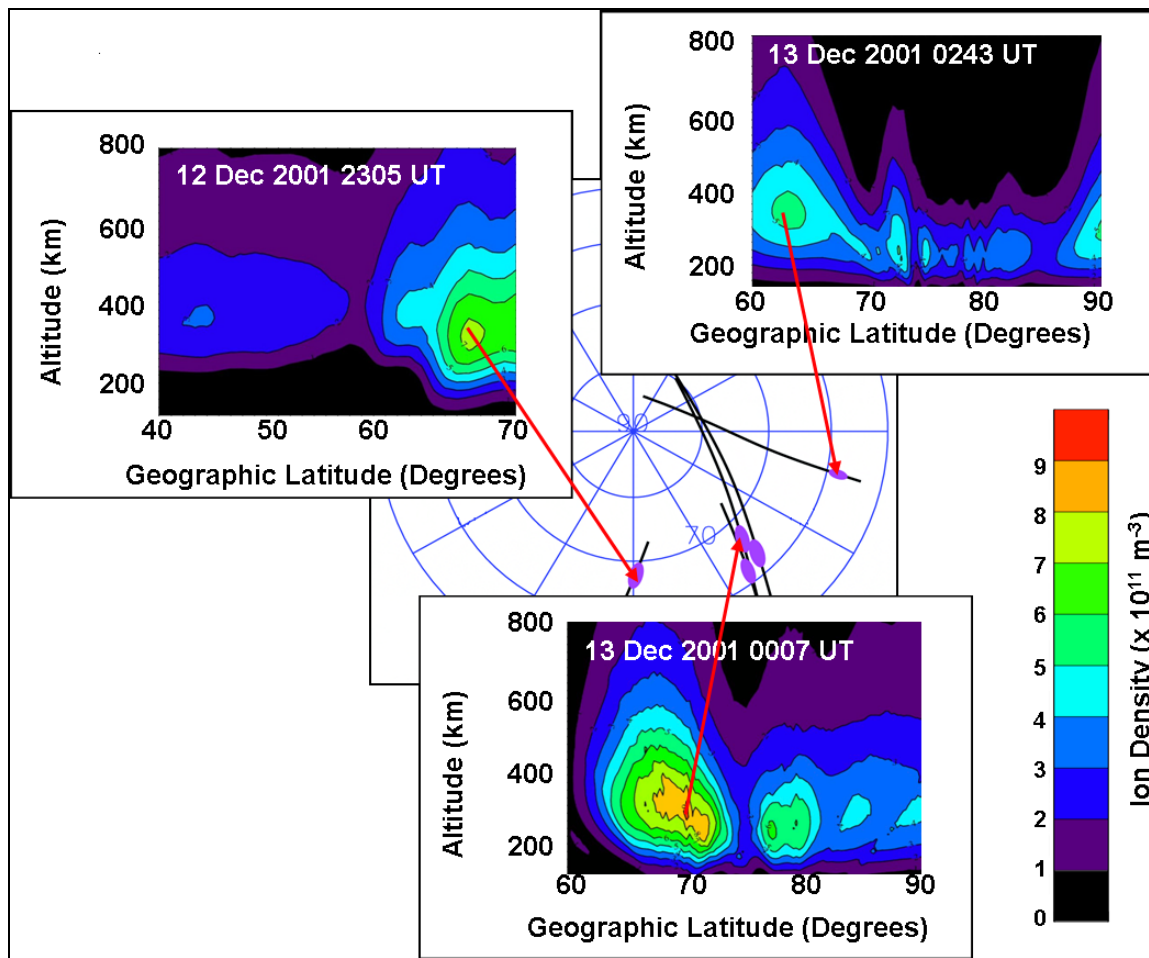 13 Dec 2001 0243 UT
800
600
400
200
60 70 80 90
Altitude (km)
Geographic Latitude (Degrees)
12 Dec 2001 2305 UT
800
600
400
200
40 50 60 70
Altitude (km)
Geographic Latitude (Degrees)
90
70
13 Dec 2001 0007 UT
800
600
400
200
60 70 80 90
Altitude (km)
Geographic Latitude (Degrees)
9
8
7
6
5
4
3
2
1
0
Ion Density (x 10¹¹ m⁻³)